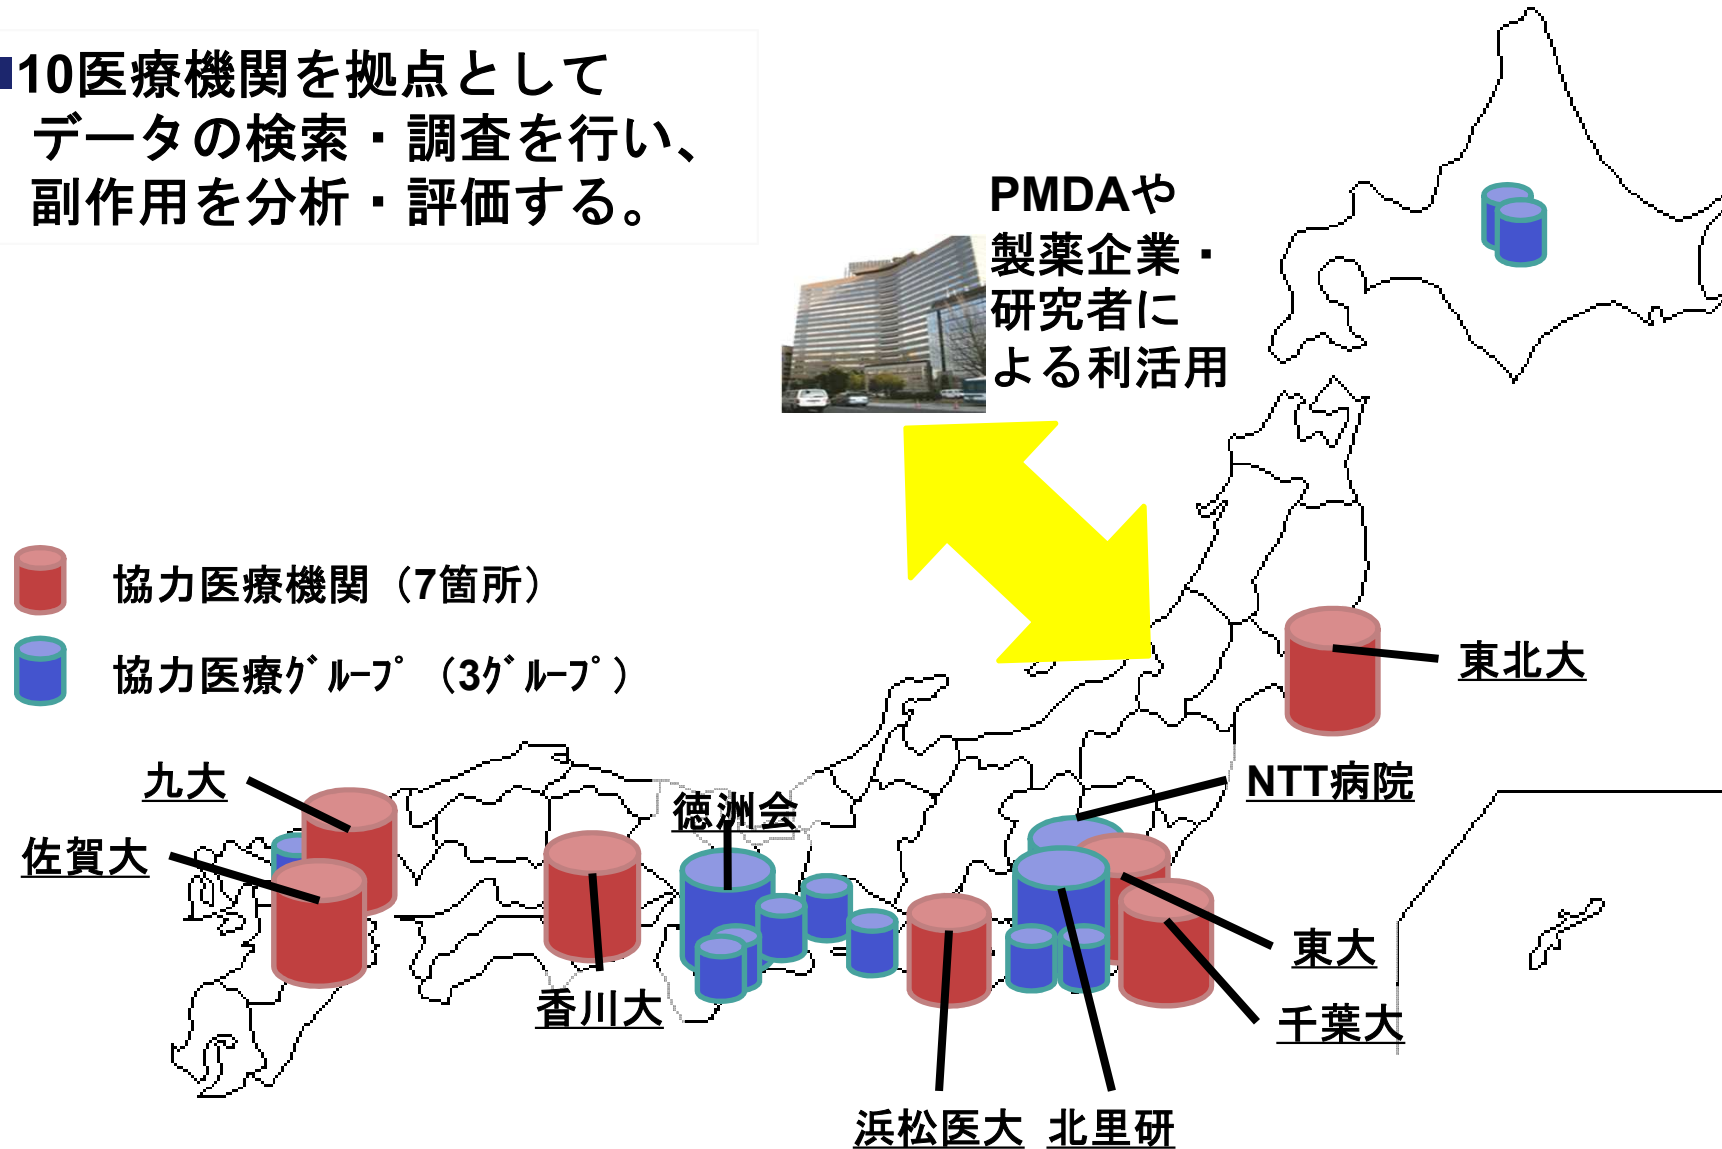 ■10医療機関を拠点として
データの検索・調査を行い、
副作用を分析・評価する。
PMDAや
製薬企業・
研究者に
よる利活用
協力医療機関（7箇所）
協力医療ｸﾞﾙｰﾌﾟ（3ｸﾞﾙｰﾌﾟ）
東北大
九大
徳洲会
NTT病院
佐賀大
東大
香川大
千葉大
浜松医大
北里研